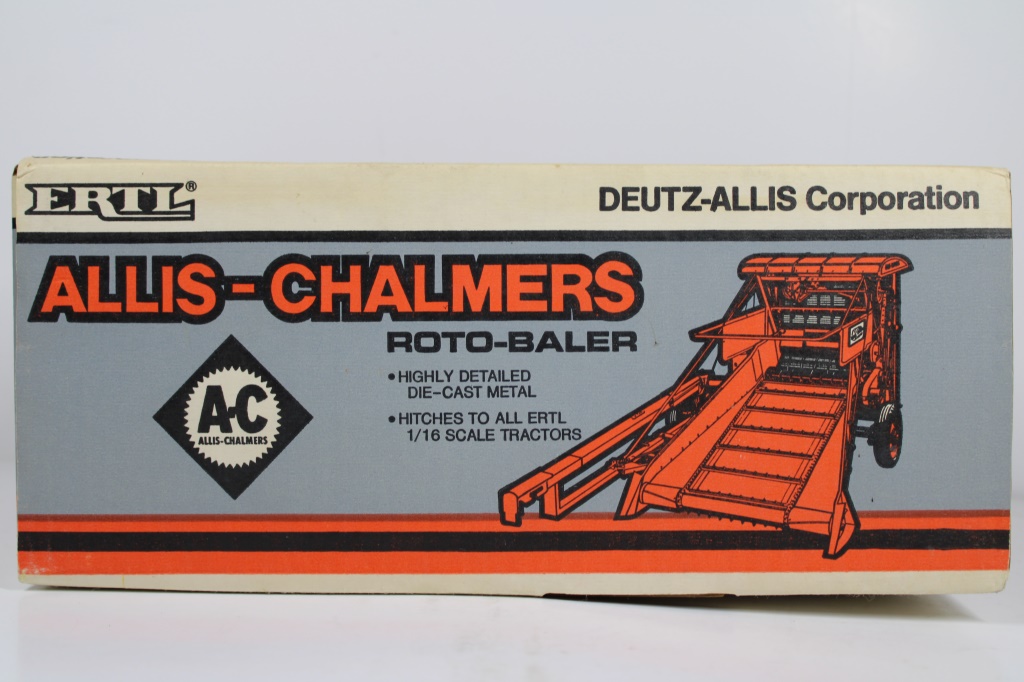 ERTL®
DEUTZ-ALLIS Corporation
ALLIS-CHALMERS
ROTO-BALER
•HIGHLY DETAILED
DIE-CAST METAL
•HITCHES TO ALL ERTL
1/16 SCALE TRACTORS
A-C
ALLIS-CHALMERS